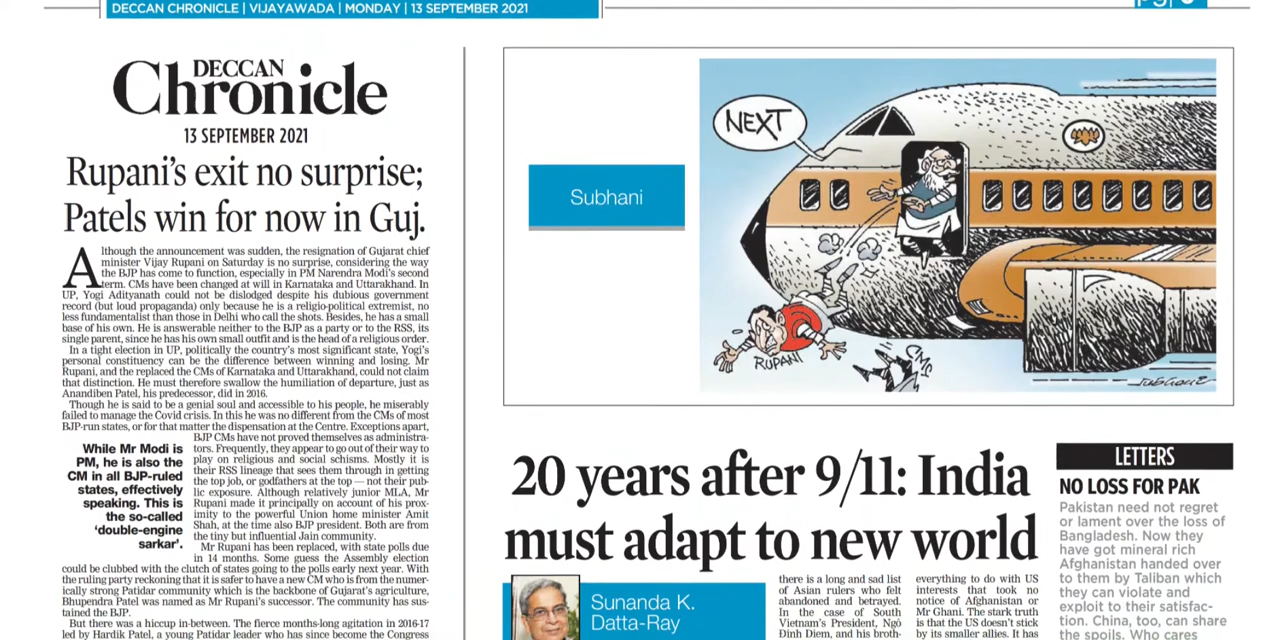 DECCAN CHRONICLE | VIJAYAWADA | MONDAY | 13 SEPTEMBER 2021
DECCAN
Chronicle
13 SEPTEMBER 2021
Rupani's exit no surprise;
Patels win for now in Guj.
Although the announcement was sudden, the resignation of Gujarat chief
minister Vijay Rupani on Saturday is no surprise, considering the way
the BJP has come to function, especially in PM Narendra Modi's second
term. CMs have been changed at will in Karnataka and Uttarakhand. In
UP, Yogi Adityanath could not be dislodged despite his dubious government
record (but loud propaganda) only because he is a religio-political extremist, no
less fundamentalist than those in Delhi who call the shots. Besides, he has a small
base of his own. He is answerable neither to the BJP as a party or to the RSS, its
single parent, since he has his own small outfit and is the head of a religious order.
In a tight election in UP, politically the country's most significant state, Yogi's
personal constituency can be the difference between winning and losing. Mr
Rupani, and the replaced the CMs of Karnataka and Uttarakhand, could not claim
that distinction. He must therefore swallow the humiliation of departure, just as
Anandiben Patel, his predecessor, did in 2016.
Though he is said to be a genial soul and accessible to his people, he miserably
failed to manage the Covid crisis. In this he was no different from the CMs of most
BJP-run states, or for that matter the dispensation at the Centre. Exceptions apart,
BJP CMs have not proved themselves as administra-
tors. Frequently, they appear to go out of their way to
play on religious and social schisms. Mostly it is
their RSS lineage that sees them through in getting
the top job, or godfathers at the top — not their pub-
lic exposure. Although relatively junior MLA, Mr
Rupani made it principally on account of his prox-
imity to the powerful Union home minister Amit
Shah, at the time also BJP president. Both are from
the tiny but influential Jain community.
While Mr Modi is
PM, he is also the
CM in all BJP-ruled
states, effectively
speaking. This is
the so-called
'double-engine
sarkar'.
Mr Rupani has been replaced, with state polls due
in 14 months. Some guess the Assembly election
could be clubbed with the clutch of states going to the polls early next year. With
the ruling party reckoning that it is safer to have a new CM who is from the numer-
ically strong Patidar community which is the backbone of Gujarat's agriculture,
Bhupendra Patel was named as Mr Rupani's successor. The community has sus-
tained the BJP.
But there was a hiccup in-between. The fierce months-long agitation in 2016-17
led by Hardik Patel, a young Patidar leader who has since become the Congress
Subhani
NEXT
RUPANI
CMs
Subhani
20 years after 9/11: India
must adapt to new world
Sunanda K.
Datta-Ray
there is a long and sad list
of Asian rulers who felt
abandoned and betrayed.
In the case of South
Vietnam's President, Ngô
Dinh Diem, and his broth-
everything to do with US
interests that took no
notice of Afghanistan or
Mr Ghani. The stark truth
is that the US doesn't stick
by its smaller allies. It has
LETTERS
NO LOSS FOR PAK
Pakistan need not regret
or lament over the loss of
Bangladesh. Now they
have got mineral rich
Afghanistan handed over
to them by Taliban which
they can violate and
exploit to their satisfac-
tion. China, too, can share
the spoils. Who cares